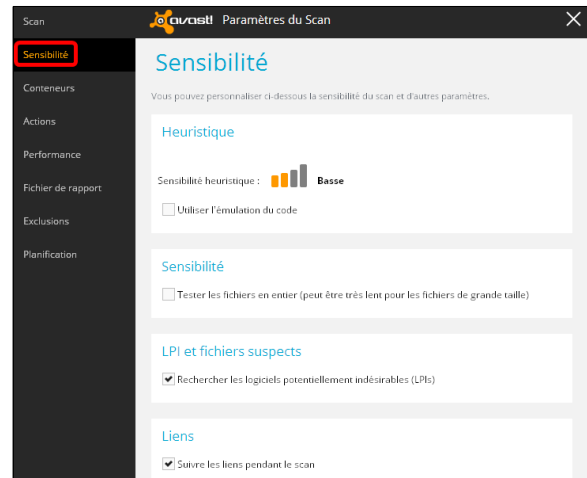 Scan
avast! Paramètres du Scan
Sensibilité
Conteneurs
Actions
Performance
Fichier de rapport
Exclusions
Planification
Sensibilité
Vous pouvez personnaliser ci-dessous la sensibilité du scan et d'autres paramètres.
Heuristique
Sensibilité heuristique : Basse
Utiliser l'émulation du code
Sensibilité
Tester les fichiers en entier (peut être très lent pour les fichiers de grande taille)
LPI et fichiers suspects
Rechercher les logiciels potentiellement indésirables (LPIs)
Liens
Suivre les liens pendant le scan